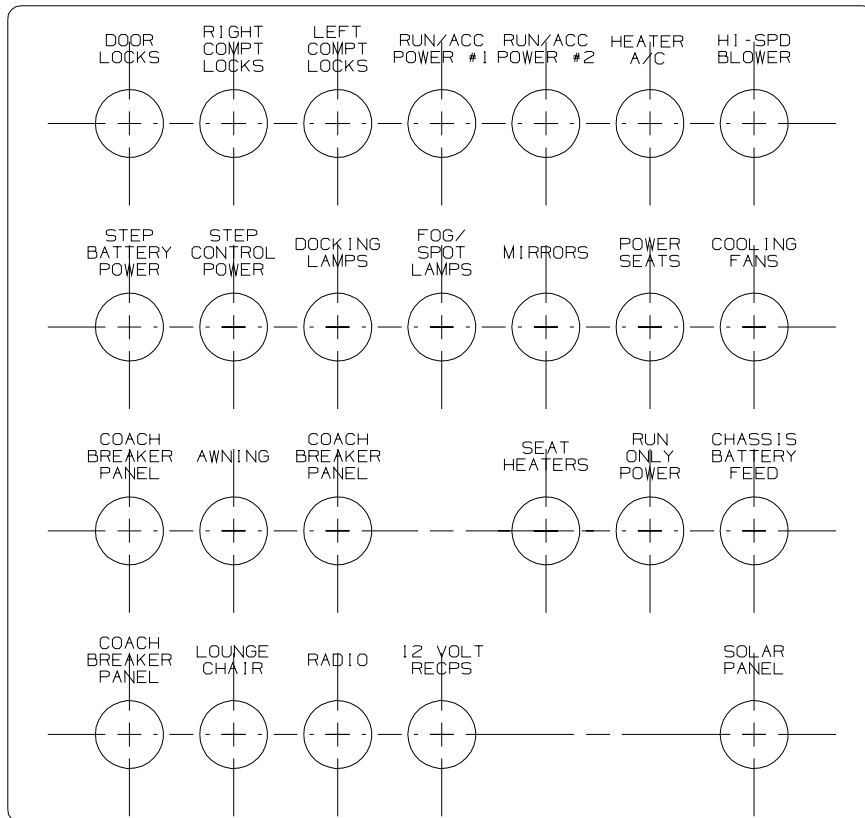 DOOR
LOCKS
RIGHT
COMPT
LOCKS
LEFT
COMPT
LOCKS
RUN/ACC
POWER #1
RUN/ACC
POWER #2
HEATER
A/C
HI-SPD
BLOWER
STEP
BATTERY
POWER
STEP
CONTROL
POWER
DOCKING
LAMPS
FOG/
SPOT
LAMPS
MIRRORS
POWER
SEATS
COOLING
FANS
COACH
BREAKER
PANEL
AWNING
COACH
BREAKER
PANEL
SEAT
HEATERS
RUN
ONLY
POWER
CHASSIS
BATTERY
FEED
COACH
BREAKER
PANEL
LOUNGE
CHAIR
RADIO
12 VOLT
RECPS
SOLAR
PANEL